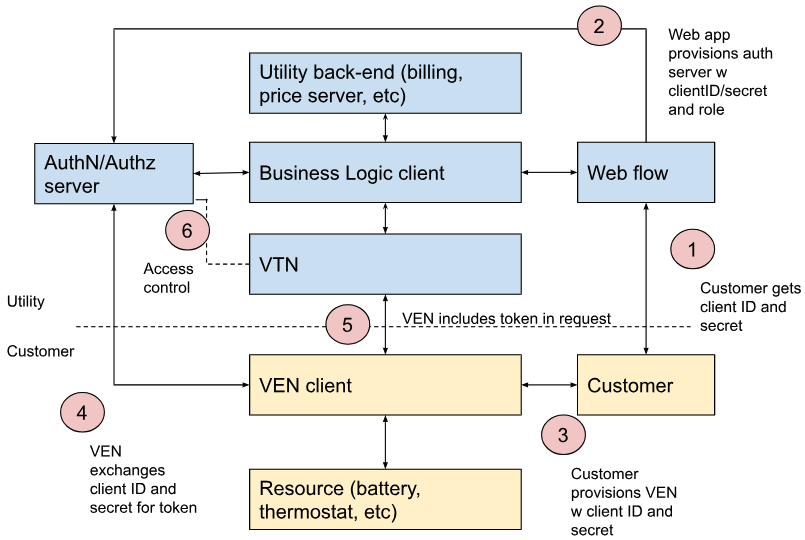 2
Web app
provisions auth
server w
clientID/secret
and role
Utility back-end (billing,
price server, etc)
AuthN/Authz
server
Business Logic client
Web flow
6
Access
control
VTN
1
Customer gets
client ID and
secret
Utility
5
VEN includes token in request
Customer
VEN client
Customer
4
VEN
exchanges
client ID and
secret for token
3
Customer
provisions VEN
w client ID and
secret
Resource (battery,
thermostat, etc)